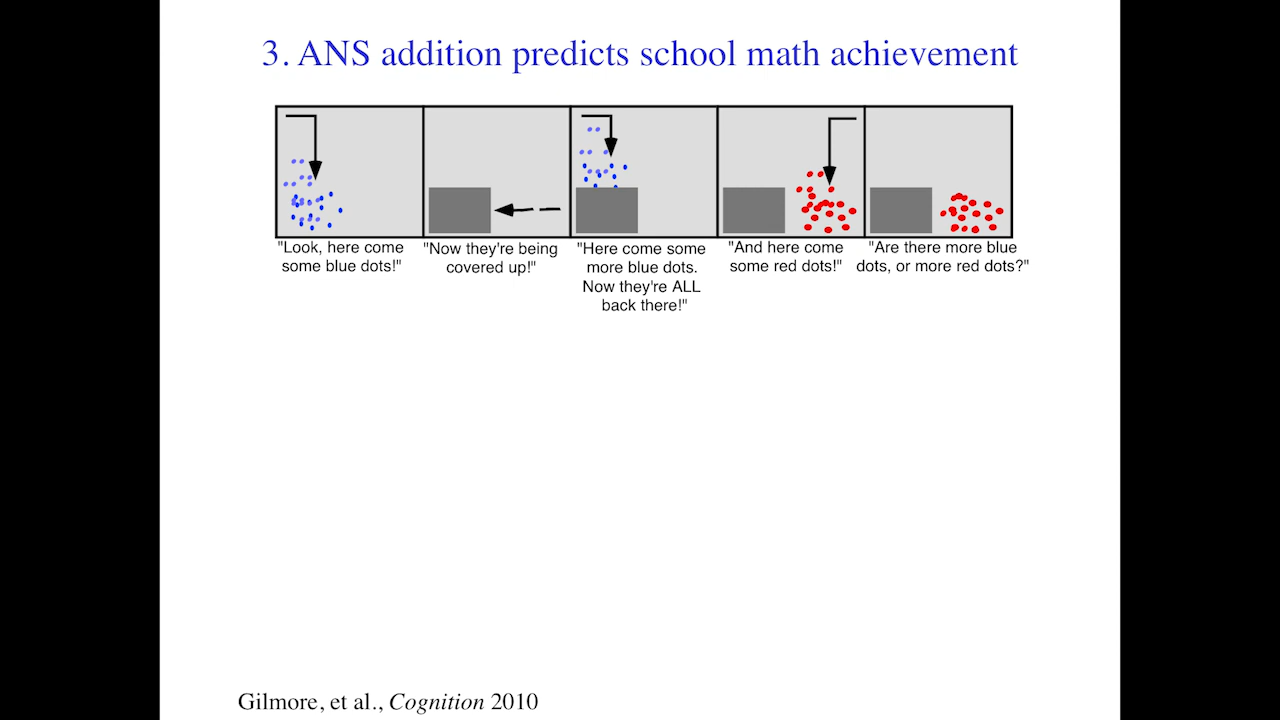 3. ANS addition predicts school math achievement
"Look, here come
some blue dots!"
"Now they're being
covered up!"
"Here come some
more blue dots.
Now they're ALL
back there!"
"And here come
some red dots!"
"Are there more blue
dots, or more red dots?"
Gilmore, et al., Cognition 2010